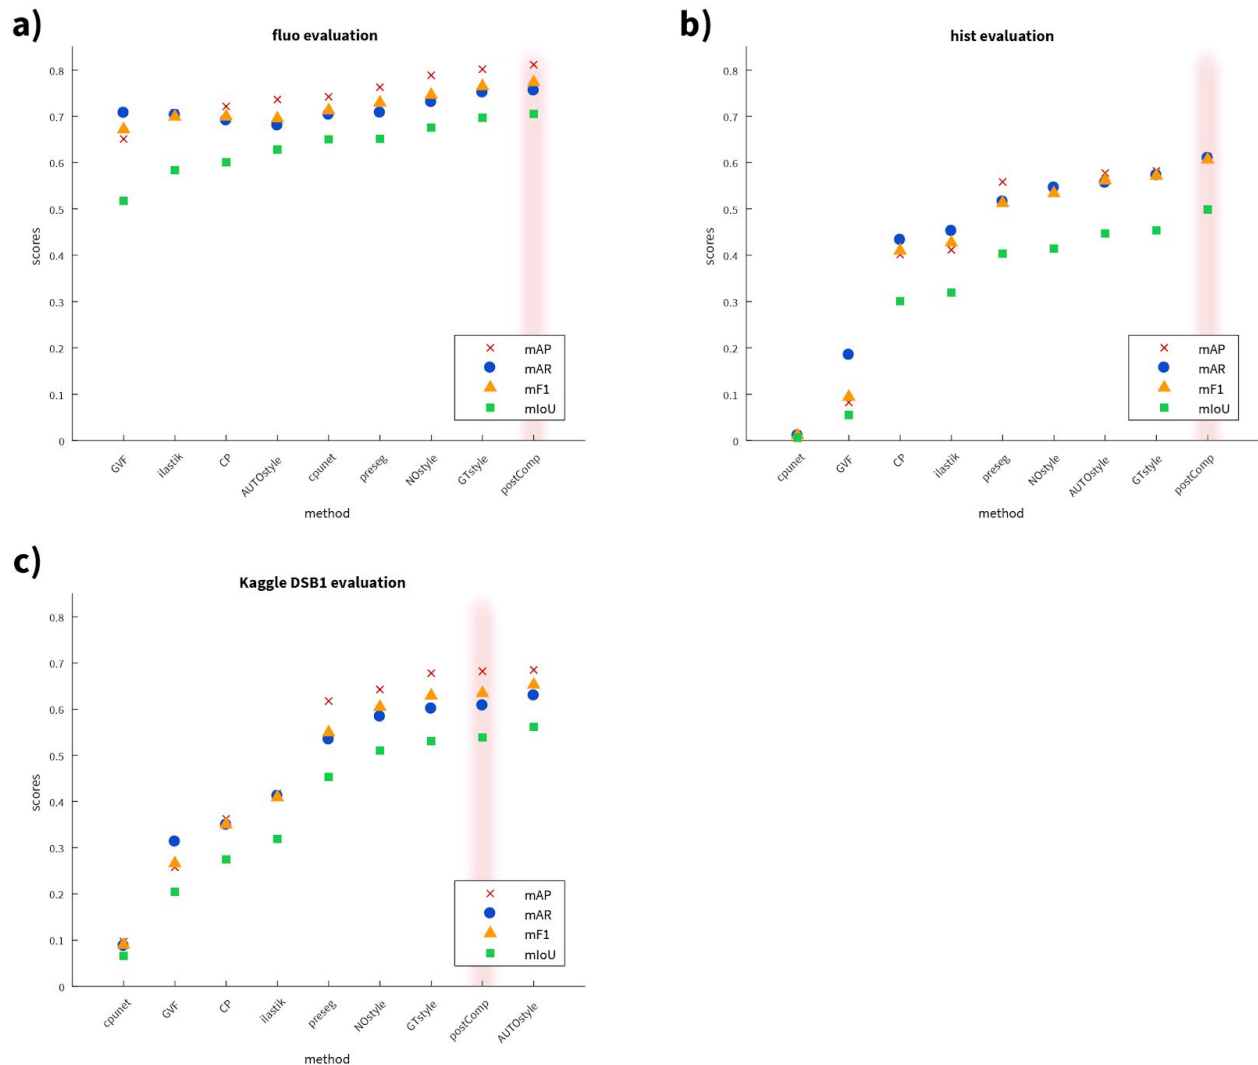 a)
fluo evaluation
scores
0.8
0.7
0.6
0.5
0.4
0.3
0.2
0.1
0
mAP
mAR
mF1
mIoU
GVF
ilastik
CP
AUTOstyle
cpunet
preseg
NOstyle
GTstyle
postComp
method
b)
hist evaluation
scores
0.8
0.7
0.6
0.5
0.4
0.3
0.2
0.1
0
mAP
mAR
mF1
mIoU
cpunet
GVF
CP
ilastik
preseg
NOstyle
AUTOstyle
GTstyle
postComp
method
c)
Kaggle DSB1 evaluation
scores
0.8
0.7
0.6
0.5
0.4
0.3
0.2
0.1
0
mAP
mAR
mF1
mIoU
cpunet
GVF
CP
ilastik
preseg
NOstyle
GTstyle
postComp
AUTOstyle
method